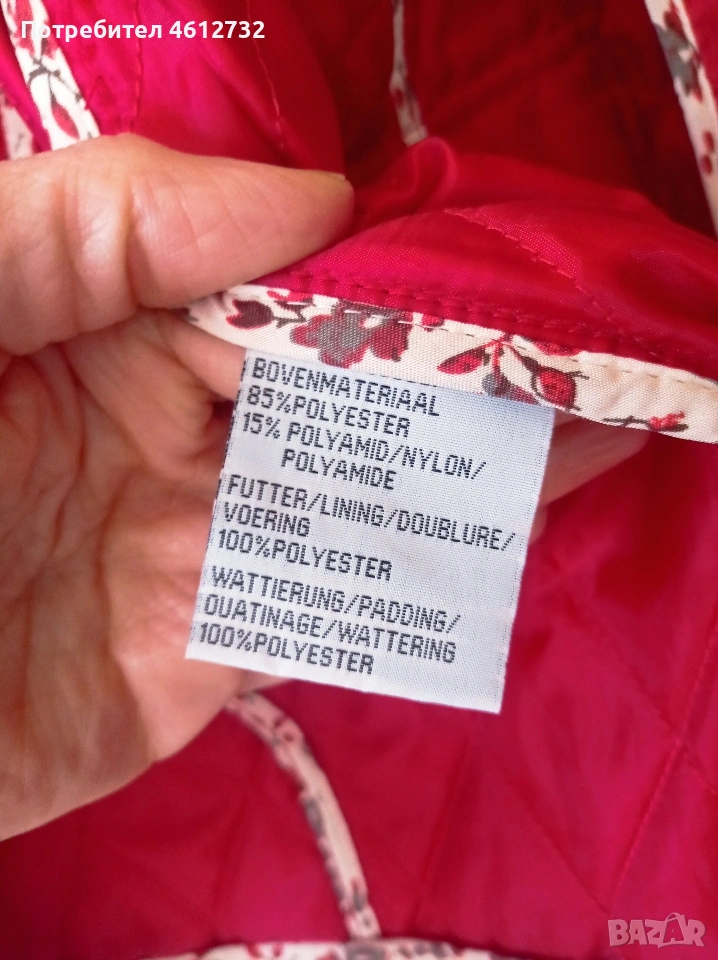 Потребител 4612732
BOVENMATERIAAL
85%POLYESTER
15% POLYAMID/NYLON/
POLYAMIDE
FUTTER/LINING/DOUBLURE/
VOERING
100%POLYESTER
WATTIERUNG/PADDING/
OUATINAGE/WATTERING
100%POLYESTER
BAZAR